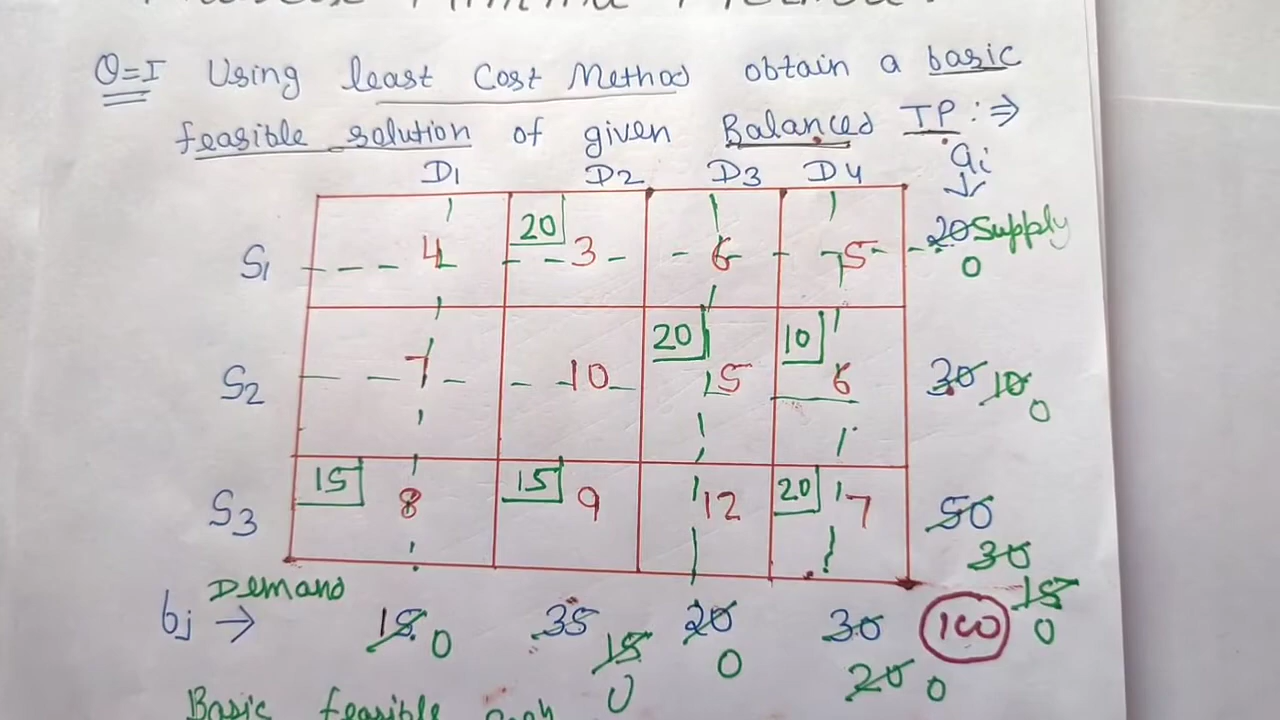 Q=I Using least Cost Method obtain a basic
feasible solution of given Balanced TP :⇒
D1 D2 D3 D4 ai
S1 4 20 3 6 5 20 Supply
0
S2 7 10 20 5 10 6 30 10 0
S3 15 8 15 9 12 20 7 50
30
15
Demand
bj → 15 0 35 15 0 20 0 30 20 0 100 0
Basic feasible